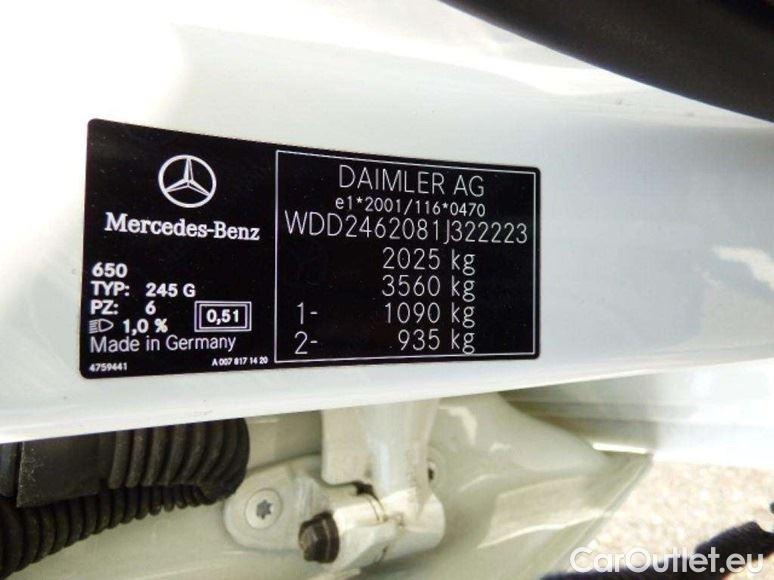 Mercedes-Benz
650
TYP: 245 G
PZ: 6
1,0 %
0,51
Made in Germany
4759441
A 007 817 14 20
DAIMLER AG
e1*2001/116*0470
WDD2462081J322223
2025 kg
3560 kg
1- 1090 kg
2- 935 kg
CarOutlet.eu